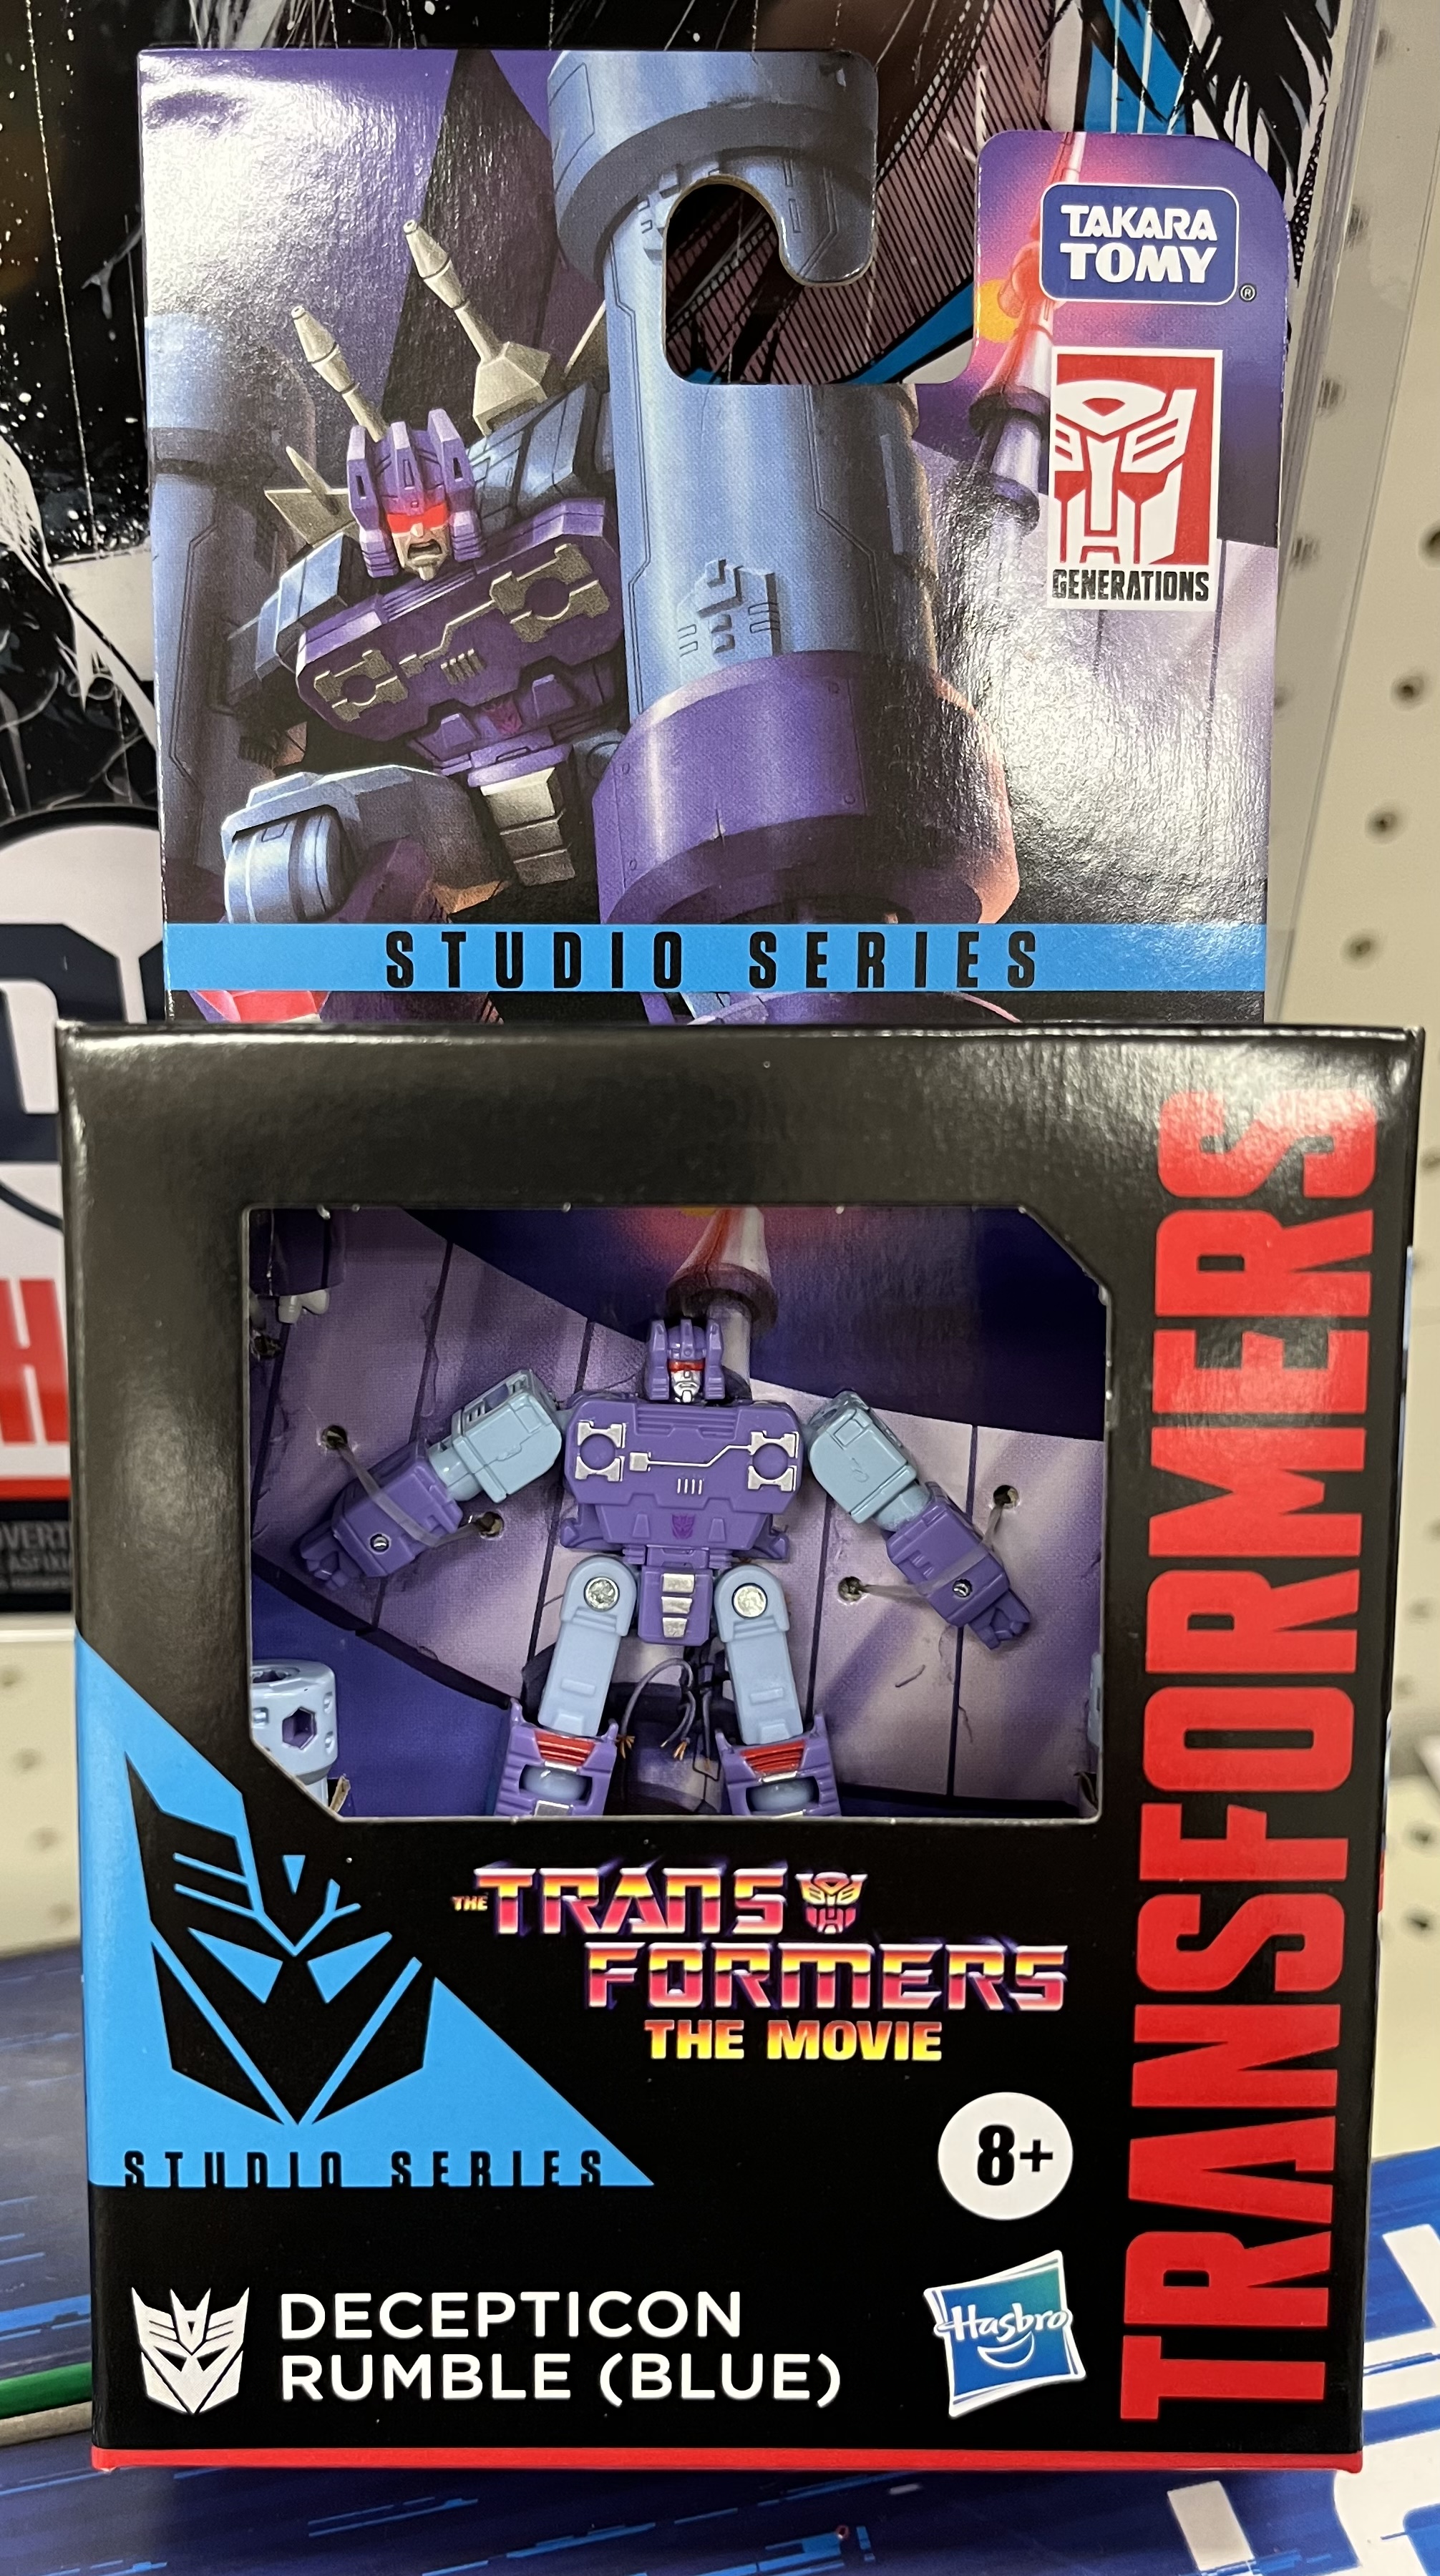 TAKARA
TOMY
®
GENERATIONS
STUDIO SERIES
TRANSFORMERS
THE TRANS
FORMERS
THE MOVIE
STUDIO SERIES
8+
DECEPTICON
RUMBLE (BLUE)
Hasbro